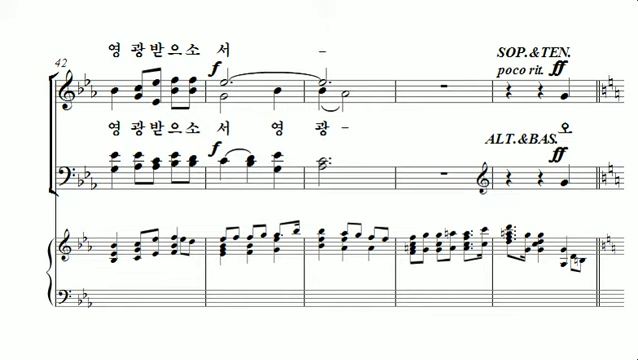 영 광 받 으 소 서 -
SOP.&TEN.
42
poco rit.
f
ff
영 광 받 으 소 서 영 광 - 오
ALT.&BAS.
f
ff